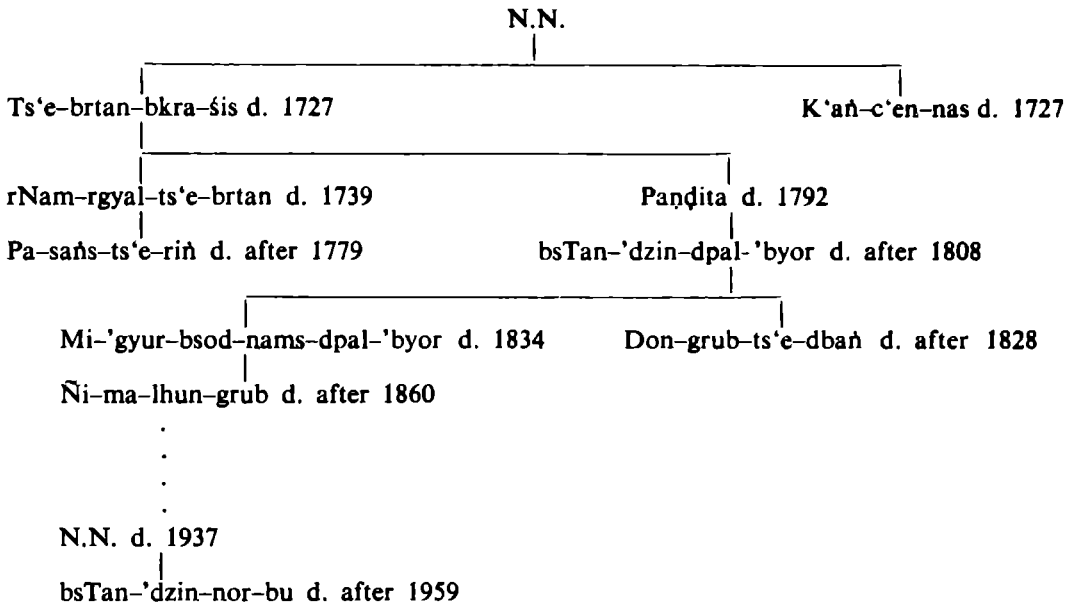 N.N.
Ts‘e–brtan–bkra–śis d. 1727 K‘aṅ–c‘en–nas d. 1727
rNam–rgyal–ts‘e–brtan d. 1739 Paṇḍita d. 1792
Pa–saṅs–ts‘e–riṅ d. after 1779 bsTan–’dzin–dpal–’byor d. after 1808
Mi–’gyur–bsod–nams–dpal–’byor d. 1834 Don–grub–ts‘e–dbaṅ d. after 1828
Ñi–ma–lhun–grub d. after 1860
N.N. d. 1937
bsTan–’dzin–nor–bu d. after 1959